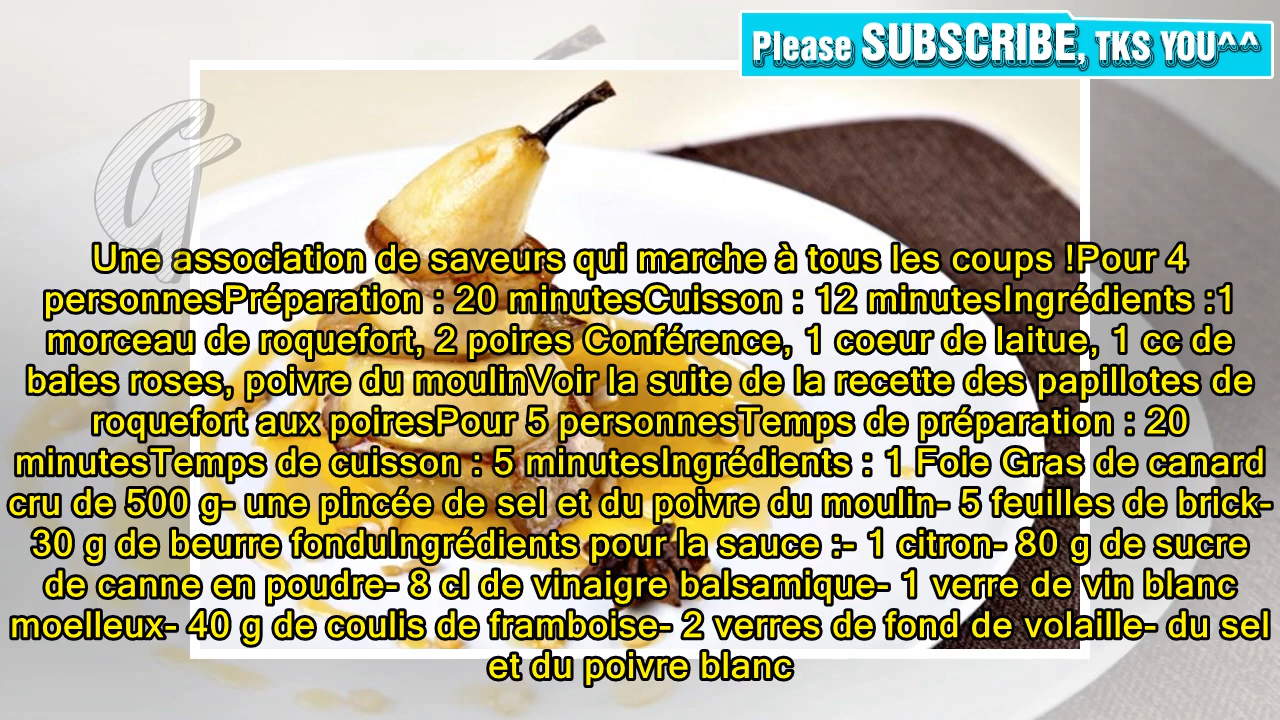 Please SUBSCRIBE, TKS YOU^^
G
Une association de saveurs qui marche à tous les coups !Pour 4
personnesPréparation : 20 minutesCuisson : 12 minutesIngrédients :1
morceau de roquefort, 2 poires Conférence, 1 coeur de laitue, 1 cc de
baies roses, poivre du moulinVoir la suite de la recette des papillotes de
roquefort aux poiresPour 5 personnesTemps de préparation : 20
minutesTemps de cuisson : 5 minutesIngrédients : 1 Foie Gras de canard
cru de 500 g- une pincée de sel et du poivre du moulin- 5 feuilles de brick-
30 g de beurre fonduIngrédients pour la sauce :- 1 citron- 80 g de sucre
de canne en poudre- 8 cl de vinaigre balsamique- 1 verre de vin blanc
moelleux- 40 g de coulis de framboise- 2 verres de fond de volaille- du sel
et du poivre blanc